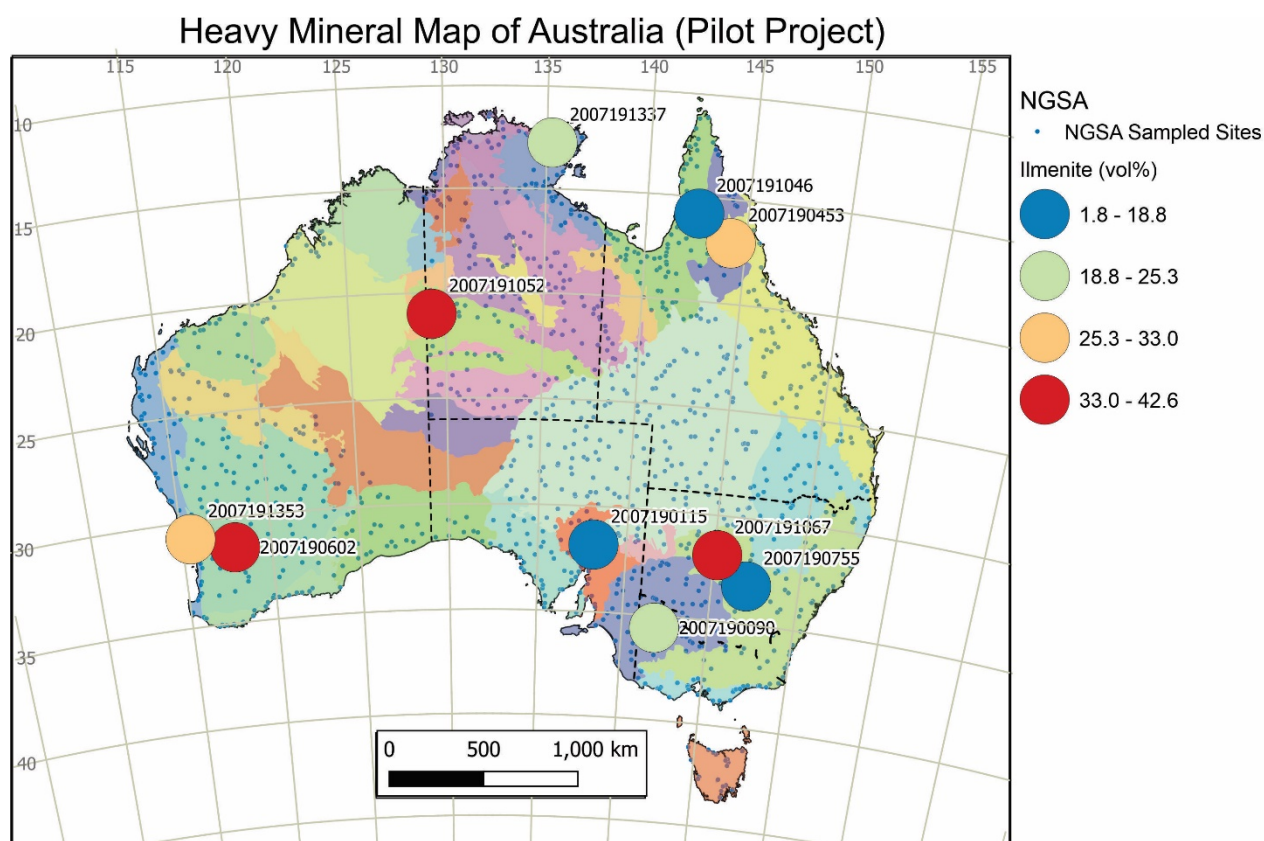 Heavy Mineral Map of Australia (Pilot Project)
115 120 125 130 135 140 145 150 155
10
15
20
25
30
35
40
2007191337
2007191046
2007190453
2007191052
2007191353
2007190602
2007190115
2007191067
2007190755
2007190090
0 500 1,000 km
NGSA
NGSA Sampled Sites
Ilmenite (vol%)
1.8 - 18.8
18.8 - 25.3
25.3 - 33.0
33.0 - 42.6